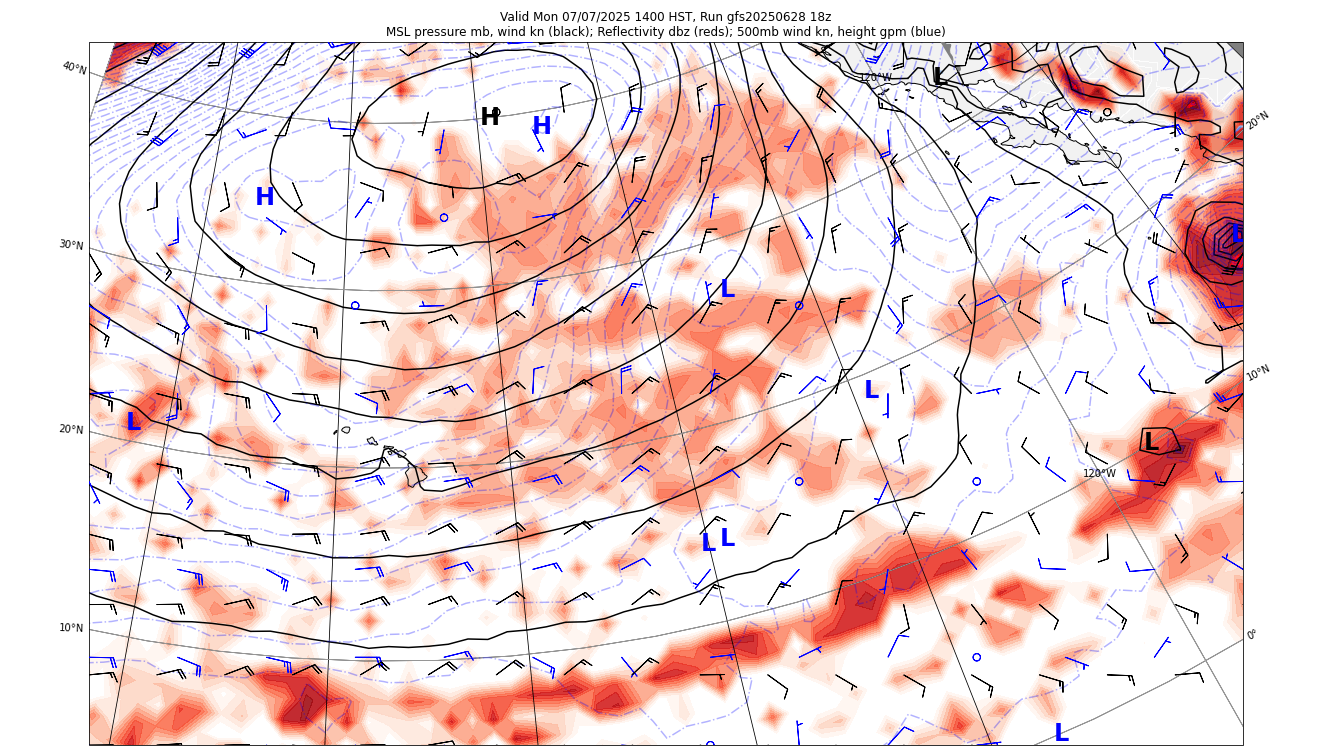 Valid Mon 07/07/2025 1400 HST, Run gfs20250628 18z
MSL pressure mb, wind kn (black); Reflectivity dbz (reds); 500mb wind kn, height gpm (blue)
40°N
120°W
L
20°N
H
H
H
30°N
L
L
10°N
L
L
20°N
L
120°W
L L
10°N
0°
L